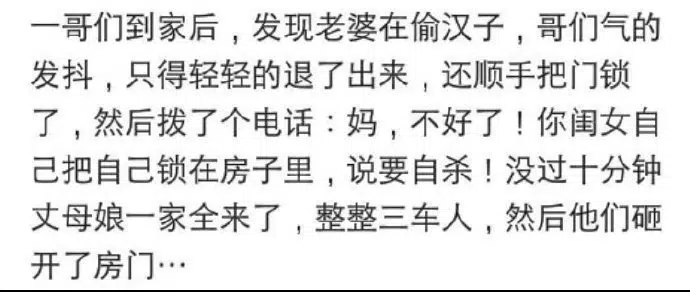 一哥们到家后，发现老婆在偷汉子，哥们气的
发抖，只得轻轻的退了出来，还顺手把门锁
了，然后拨了个电话：妈，不好了！你闺女自
己把自己锁在房子里，说要自杀！没过十分钟
丈母娘一家全来了，整整三车人，然后他们砸
开了房门…